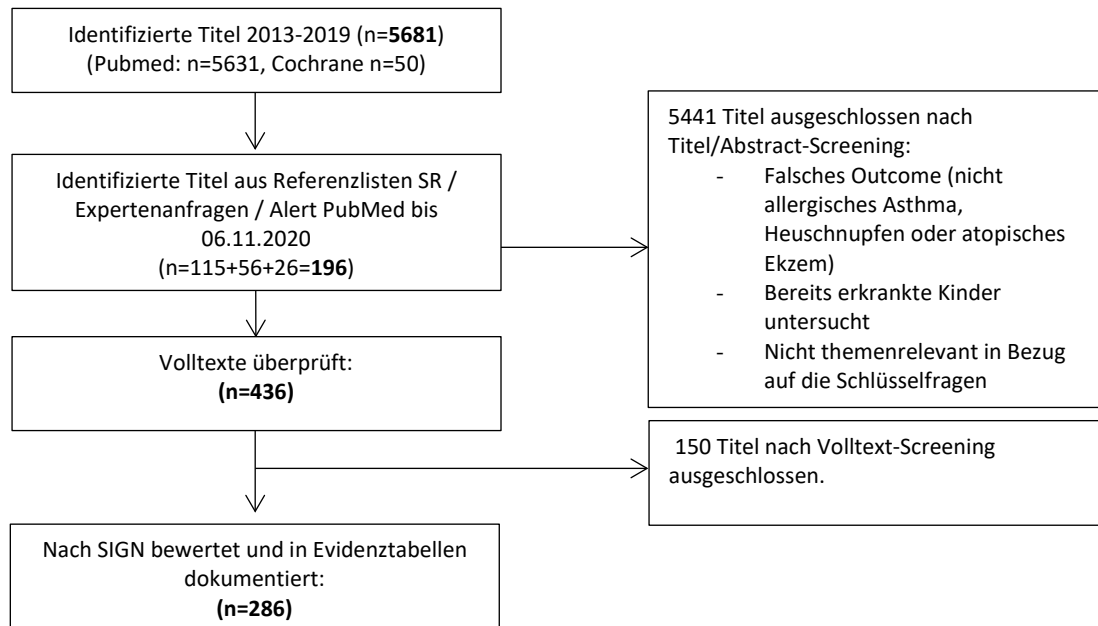 Identifizierte Titel 2013-2019 (n=5681)
(Pubmed: n=5631, Cochrane n=50)
Identifizierte Titel aus Referenzlisten SR /
Expertenanfragen / Alert PubMed bis
06.11.2020
(n=115+56+26=196)
5441 Titel ausgeschlossen nach
Titel/Abstract-Screening:
- Falsches Outcome (nicht
allergisches Asthma,
Heuschnupfen oder atopisches
Ekzem)
- Bereits erkrankte Kinder
untersucht
- Nicht themenrelevant in Bezug
auf die Schlüsselfragen
Volltexte überprüft:
(n=436)
150 Titel nach Volltext-Screening
ausgeschlossen.
Nach SIGN bewertet und in Evidenztabellen
dokumentiert:
(n=286)